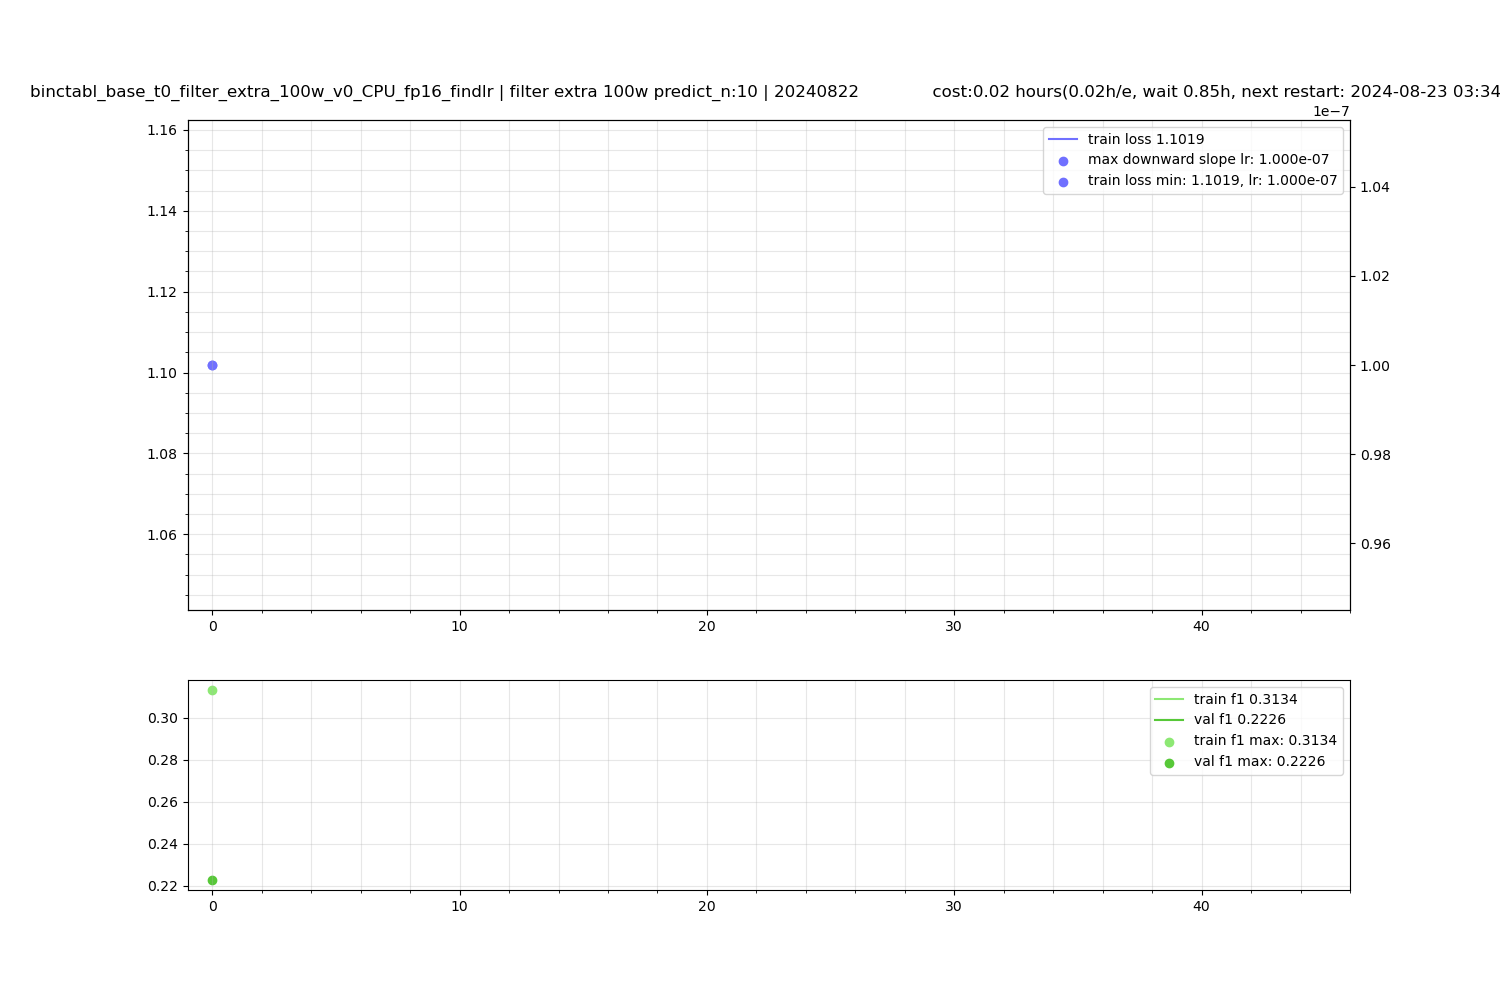 binctabl_base_t0_filter_extra_100w_v0_CPU_fp16_findlr | filter extra 100w predict_n:10 | 20240822 cost:0.02 hours(0.02h/e, wait 0.85h, next restart: 2024-08-23 03:34
1e−7
1.16
1.14
1.12
1.10
1.08
1.06
train loss 1.1019
max downward slope lr: 1.000e-07
train loss min: 1.1019, lr: 1.000e-07
1.04
1.02
1.00
0.98
0.96
0 10 20 30 40
0.30
0.28
0.26
0.24
0.22
train f1 0.3134
val f1 0.2226
train f1 max: 0.3134
val f1 max: 0.2226
0 10 20 30 40